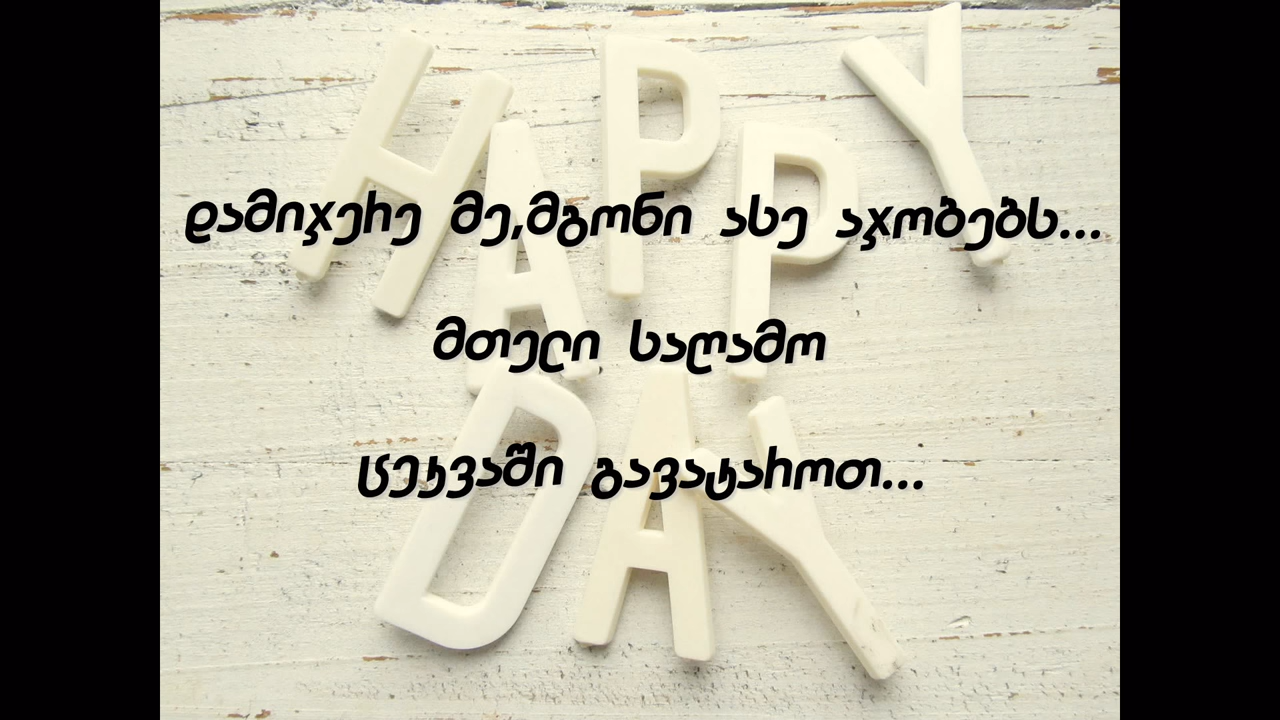 HAPPY
დამიჯერე მე,მგონი ასე აჯობებს...
მთელი საღამო
DAY
ცეკვაში გავატაროთ...